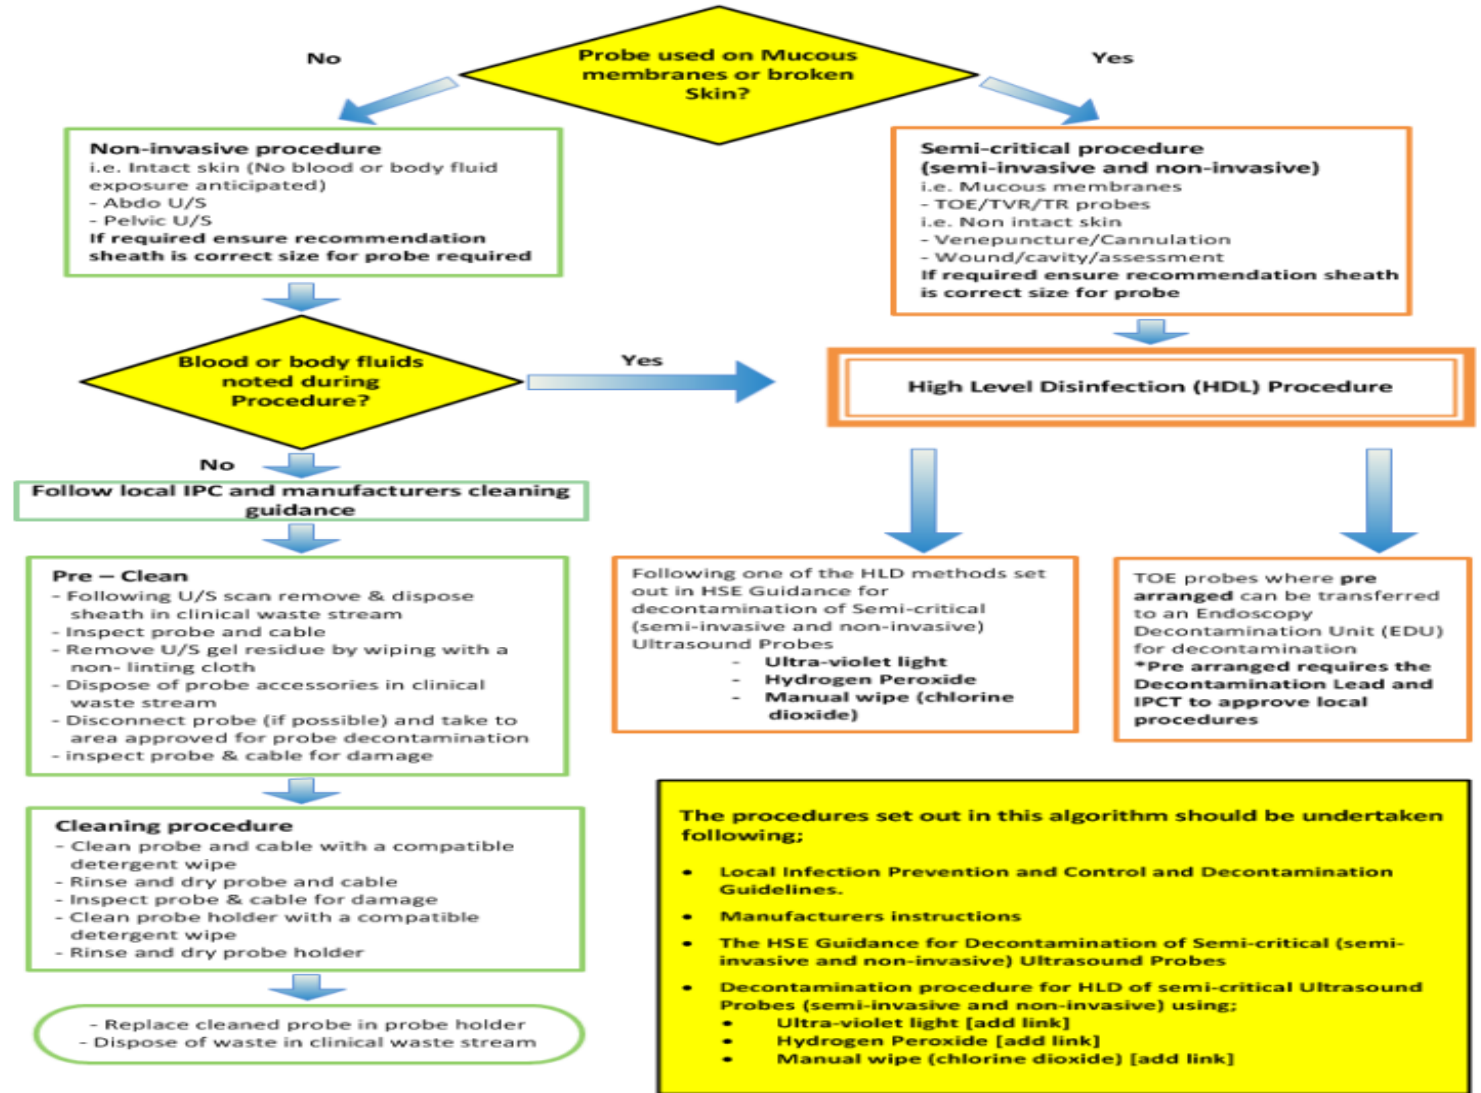 Probe used on Mucous
membranes or broken
Skin?
No
Yes
Non-invasive procedure
i.e. Intact skin (No blood or body fluid
exposure anticipated)
- Abdo U/S
- Pelvic U/S
If required ensure recommendation
sheath is correct size for probe required
Semi-critical procedure
(semi-invasive and non-invasive)
i.e. Mucous membranes
- TOE/TVR/TR probes
i.e. Non intact skin
- Venepuncture/Cannulation
- Wound/cavity/assessment
If required ensure recommendation sheath
is correct size for probe
Blood or body fluids
noted during
Procedure?
Yes
High Level Disinfection (HDL) Procedure
No
Follow local IPC and manufacturers cleaning
guidance
Pre – Clean
- Following U/S scan remove & dispose
sheath in clinical waste stream
- Inspect probe and cable
- Remove U/S gel residue by wiping with a
non- linting cloth
- Dispose of probe accessories in clinical
waste stream
- Disconnect probe (if possible) and take to
area approved for probe decontamination
- inspect probe & cable for damage
Following one of the HLD methods set
out in HSE Guidance for
decontamination of Semi-critical
(semi-invasive and non-invasive)
Ultrasound Probes
- Ultra-violet light
- Hydrogen Peroxide
- Manual wipe (chlorine
dioxide)
TOE probes where pre
arranged can be transferred
to an Endoscopy
Decontamination Unit (EDU)
for decontamination
*Pre arranged requires the
Decontamination Lead and
IPCT to approve local
procedures
Cleaning procedure
- Clean probe and cable with a compatible
detergent wipe
- Rinse and dry probe and cable
- Inspect probe & cable for damage
- Clean probe holder with a compatible
detergent wipe
- Rinse and dry probe holder
- Replace cleaned probe in probe holder
- Dispose of waste in clinical waste stream
The procedures set out in this algorithm should be undertaken
following;
• Local Infection Prevention and Control and Decontamination
Guidelines.
• Manufacturers instructions
• The HSE Guidance for Decontamination of Semi-critical (semi-
invasive and non-invasive) Ultrasound Probes
• Decontamination procedure for HLD of semi-critical Ultrasound
Probes (semi-invasive and non-invasive) using;
• Ultra-violet light [add link]
• Hydrogen Peroxide [add link]
• Manual wipe (chlorine dioxide) [add link]